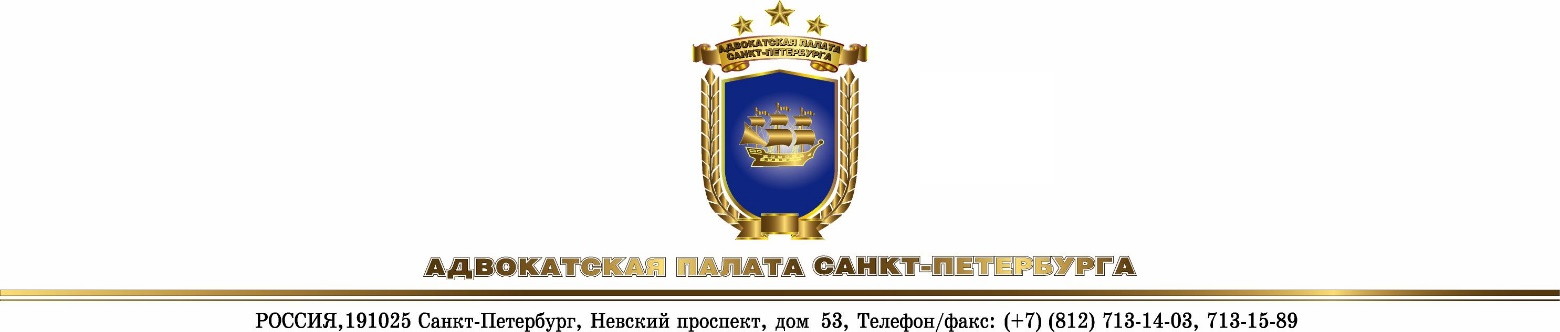 АДВОКАТСКАЯ ПАЛАТА
САНКТ-ПЕТЕРБУРГА
АДВОКАТСКАЯ ПАЛАТА САНКТ-ПЕТЕРБУРГА
РОССИЯ,191025 Санкт-Петербург, Невский проспект, дом 53, Телефон/факс: (+7) (812) 713-14-03, 713-15-89